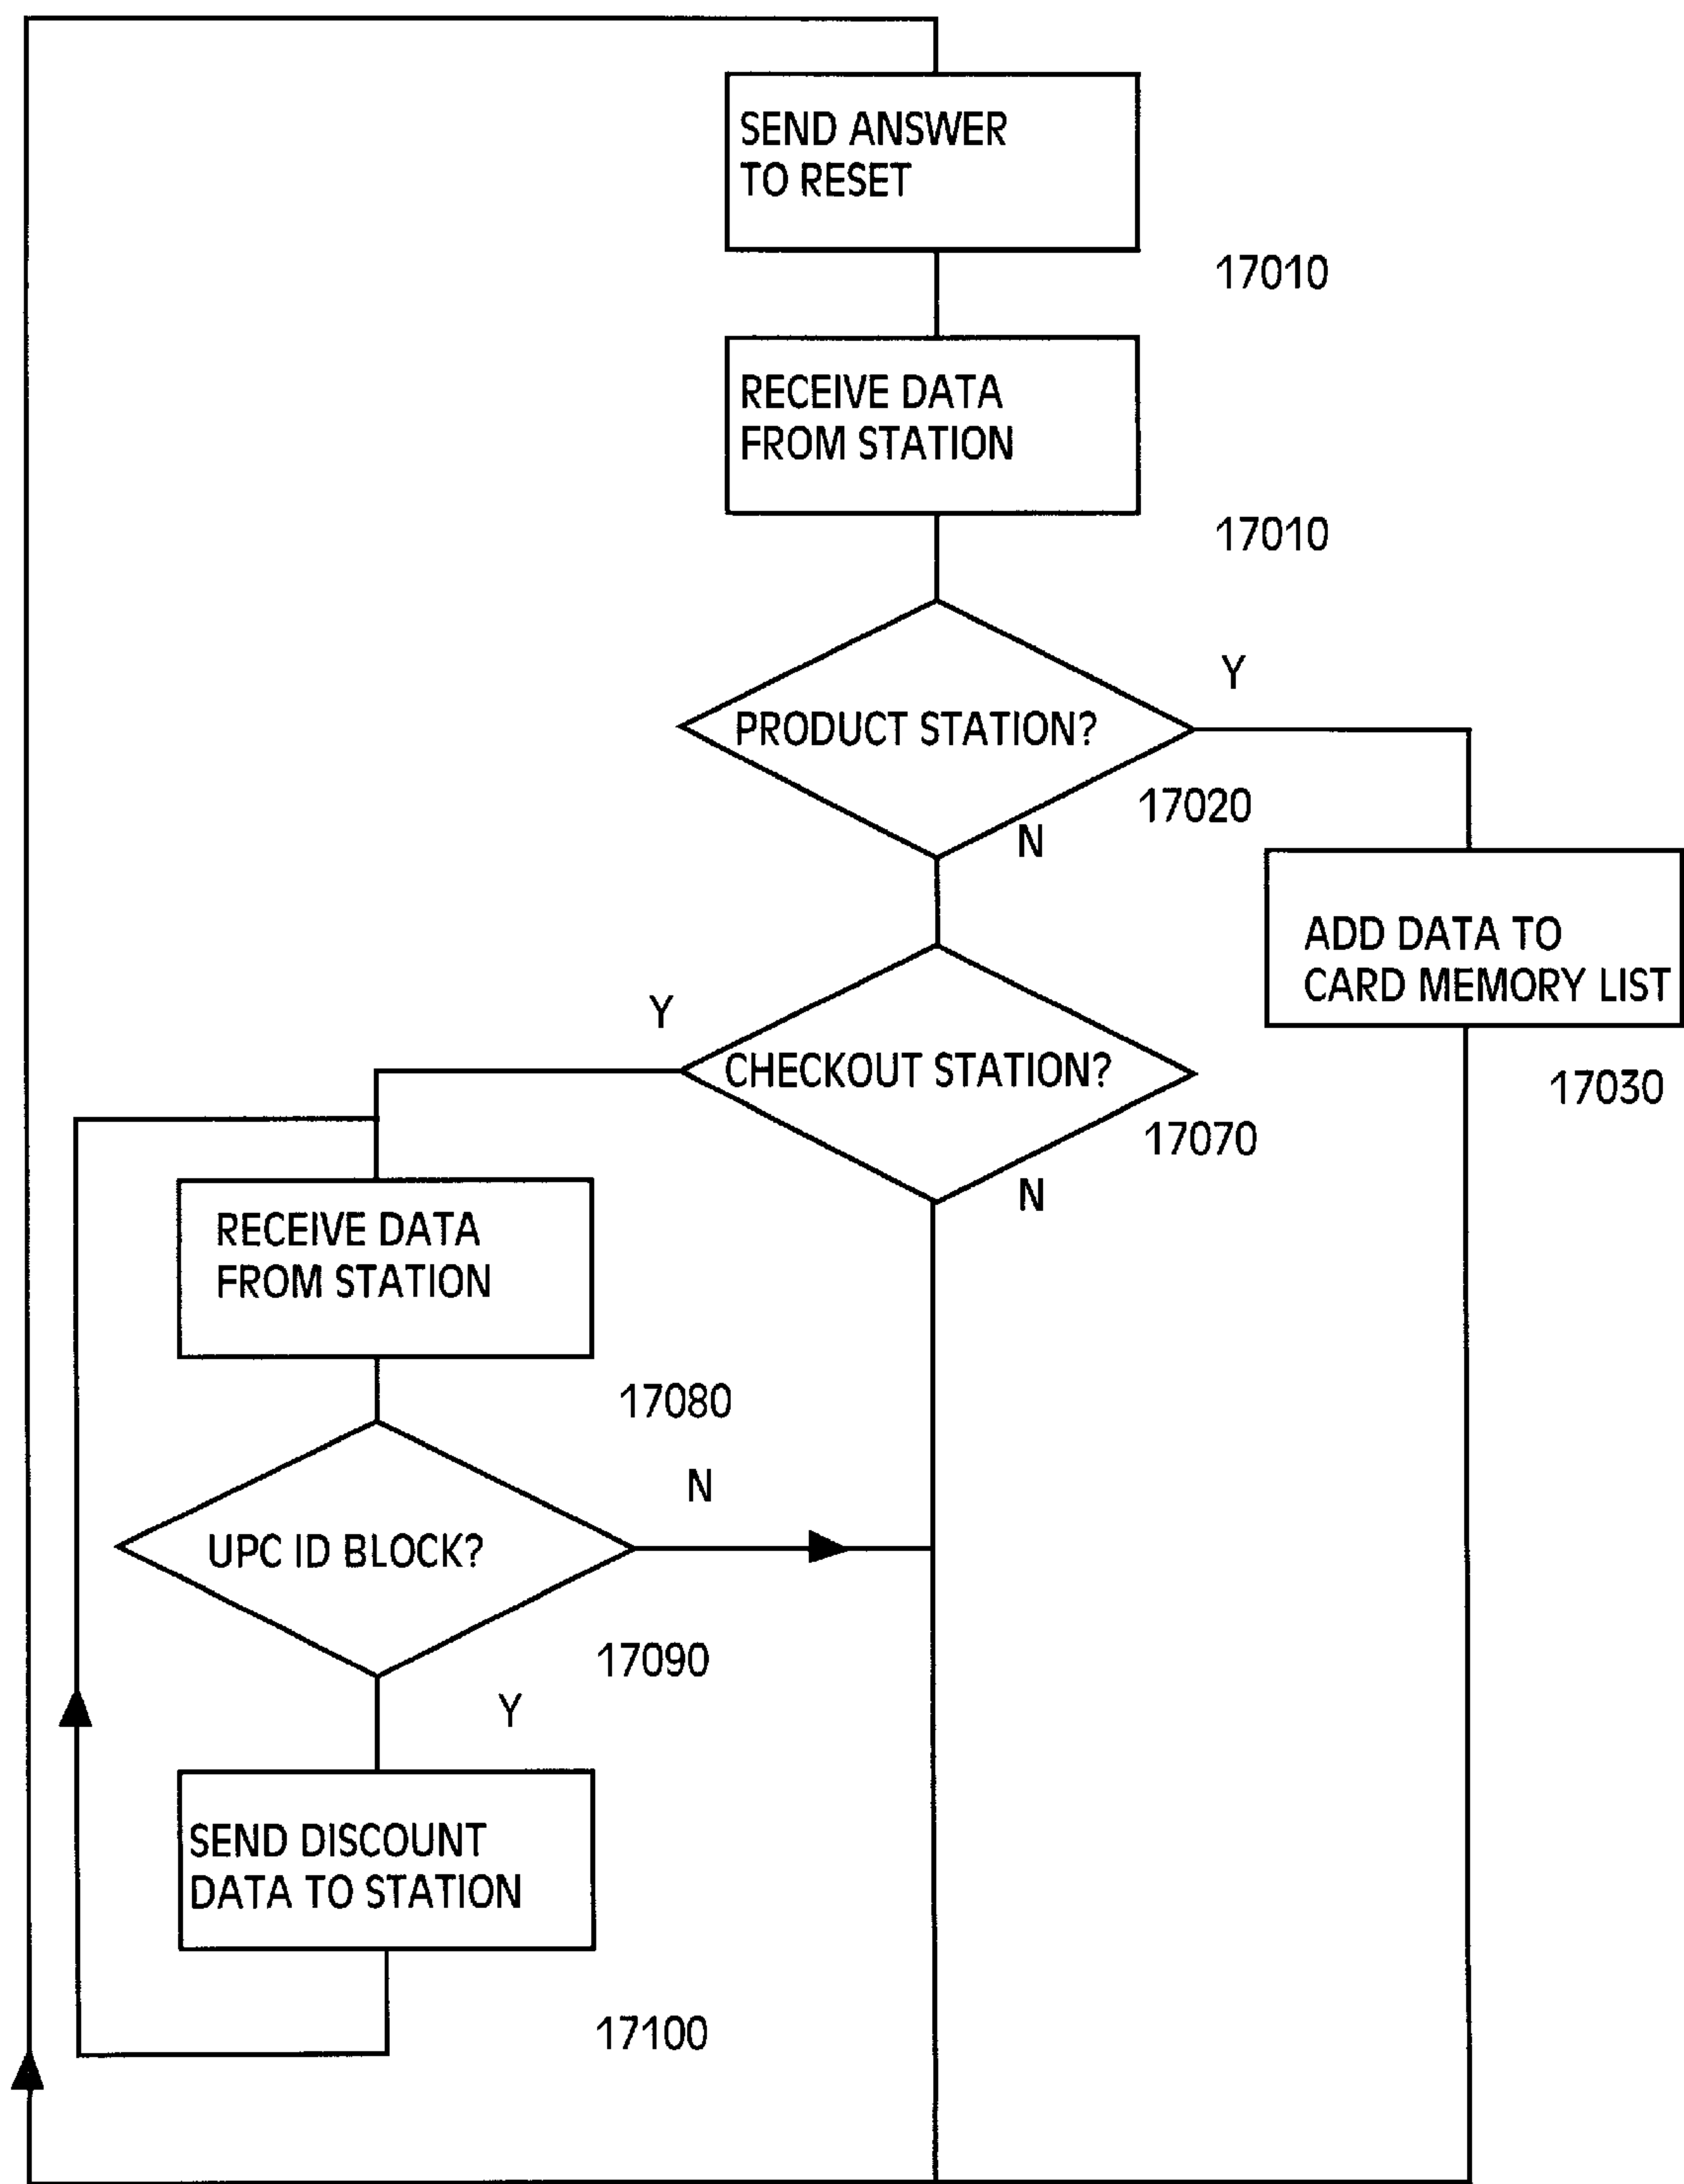 SEND ANSWER
TO RESET
17010
RECEIVE DATA
FROM STATION
17010
Y
PRODUCT STATION?
17020
N
ADD DATA TO
CARD MEMORY LIST
17030
Y
CHECKOUT STATION?
17070
N
RECEIVE DATA
FROM STATION
17080
N
UPC ID BLOCK?
17090
Y
SEND DISCOUNT
DATA TO STATION
17100